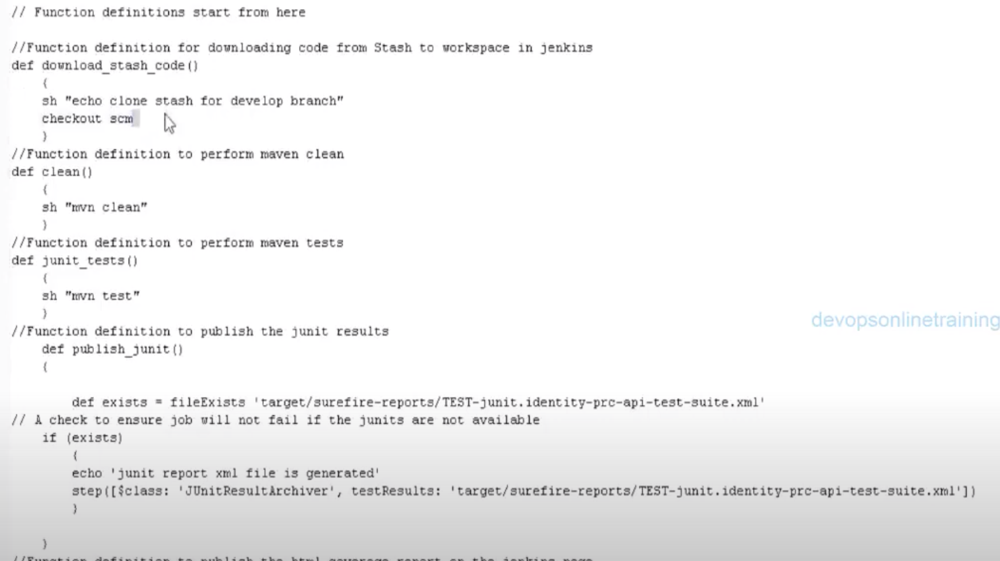 // Function definitions start from here
//Function definition for downloading code from Stash to workspace in jenkins
def download_stash_code()
{
sh "echo clone stash for develop branch"
checkout scm
}
//Function definition to perform maven clean
def clean()
{
sh "mvn clean"
}
//Function definition to perform maven tests
def junit_tests()
{
sh "mvn test"
}
devopsonlinetraining
//Function definition to publish the junit results
def publish_junit()
{
def exists = fileExists 'target/surefire-reports/TEST-junit.identity-prc-api-test-suite.xml'
// A check to ensure job will not fail if the junits are not available
if (exists)
{
echo 'junit report xml file is generated'
step([$class: 'JUnitResultArchiver', testResults: 'target/surefire-reports/TEST-junit.identity-prc-api-test-suite.xml'])
}
}
//Function definition to publish the html coverage report on the jenkins page